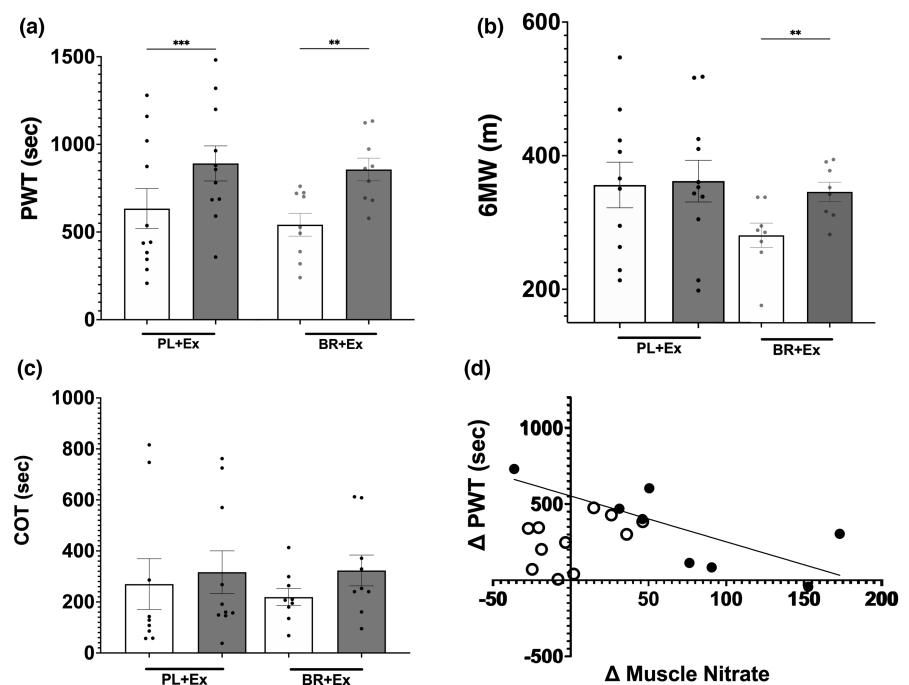 (a)
***
**
1500
1000
500
0
PWT (sec)
PL+Ex
BR+Ex
(b)
**
600
400
200
6MW (m)
PL+Ex
BR+Ex
(c)
1000
800
600
400
200
0
COT (sec)
PL+Ex
BR+Ex
(d)
1000
500
-500
Δ PWT (sec)
-50
50
100
150
200
Δ Muscle Nitrate